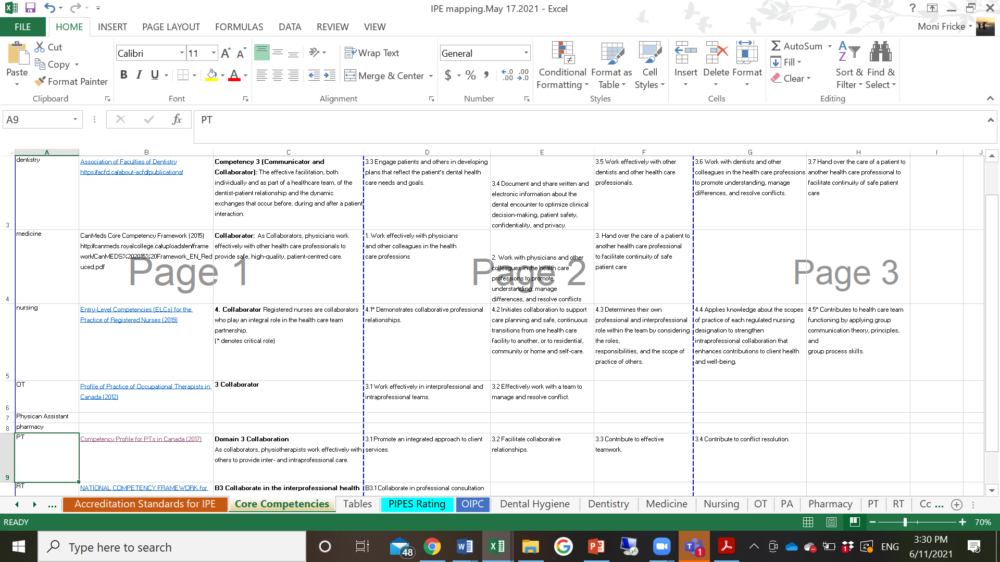 IPE mapping.May 17.2021 - Excel
FILE HOME INSERT PAGE LAYOUT FORMULAS DATA REVIEW VIEW
Moni Fricke
Paste
Cut
Copy
Format Painter
Clipboard
Calibri 11
B I U
Font
Wrap Text
Merge & Center
Alignment
General
$ %
Number
Conditional Formatting
Format as Table
Cell Styles
Styles
Insert Delete Format
Cells
AutoSum
Fill
Clear
Sort & Filter
Find & Select
Editing
A9
fx
PT
A B C D E F G H I J
3
dentistry
Association of Faculties of Dentistry
https://acfd.ca/about-acfd/publications/
Competency 3 (Communicator and
Collaborator): The effective facilitation, both
individually and as part of a healthcare team, of the
dentist-patient relationship and the dynamic
exchanges that occur before, during and after a patient
interaction.
3.3 Engage patients and others in developing
plans that reflect the patient's dental health
care needs and goals.
3.4 Document and share written and
electronic information about the
dental encounter to optimize clinical
decision-making, patient safety,
confidentiality, and privacy.
3.5 Work effectively with other
dentists and other health care
professionals.
3.6 Work with dentists and other
colleagues in the health care professions
to promote understanding, manage
differences, and resolve conflicts.
3.7 Hand over the care of a patient to
another health care professional to
facilitate continuity of safe patient
care
4
medicine
CanMeds Core Competency Framework (2015)
http://canmeds.royalcollege.ca/uploads/en/frame
work/CanMEDS%202015%20Framework_EN_Red
uced.pdf
Collaborator: As Collaborators, physicians work
effectively with other health care professionals to
provide safe, high-quality, patient-centred care.
1. Work effectively with physicians
and other colleagues in the health
care professions
2. Work with physicians and other
colleagues in the health care
professions to promote
understanding, manage
differences, and resolve conflicts
3. Hand over the care of a patient to
another health care professional
to facilitate continuity of safe
patient care
Page 1
Page 2
Page 3
5
nursing
Entry-Level Competencies (ELCs) for the
Practice of Registered Nurses (2019)
4. Collaborator Registered nurses are collaborators
who play an integral role in the health care team
partnership.
(* denotes critical role)
4.1* Demonstrates collaborative professional
relationships.
4.2 Initiates collaboration to support
care planning and safe, continuous
transitions from one health care
facility to another, or to residential,
community or home and self-care.
4.3 Determines their own
professional and interprofessional
role within the team by considering
the roles,
responsibilities, and the scope of
practice of others.
4.4 Applies knowledge about the scopes
of practice of each regulated nursing
designation to strengthen
intraprofessional collaboration that
enhances contributions to client health
and well-being.
4.5* Contributes to health care team
functioning by applying group
communication theory, principles,
and
group process skills.
6
OT
Profile of Practice of Occupational Therapists in
Canada (2012)
3 Collaborator
3.1 Work effectively in interprofessional and
intraprofessional teams.
3.2 Effectively work with a team to
manage and resolve conflict.
7
Physican Assistant
8
pharmacy
9
PT
Competency Profile for PTs in Canada (2017)
Domain 3 Collaboration
As collaborators, physiotherapists work effectively with
others to provide inter- and intraprofessional care.
3.1 Promote an integrated approach to client
services.
3.2 Facilitate collaborative
relationships.
3.3 Contribute to effective
teamwork.
3.4 Contribute to conflict resolution.
RT
NATIONAL COMPETENCY FRAMEWORK for
B3 Collaborate in the interprofessional health
B3.1 Collaborate in professional consultation
... Accreditation Standards for IPE Core Competencies Tables PIPES Rating OIPC Dental Hygiene Dentistry Medicine Nursing OT PA Pharmacy PT RT Cc ...
READY
70%
Type here to search
48
1
1
ENG
3:30 PM
6/11/2021